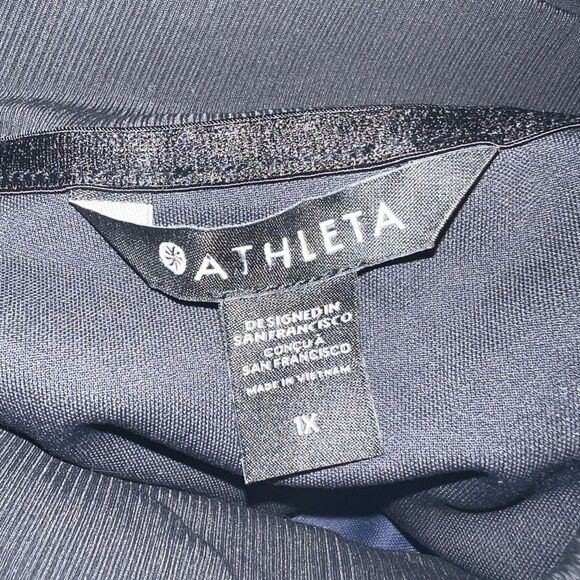 ATHLETA
DESIGNED IN
SAN FRANCISCO
CONÇU À
SAN FRANCISCO
MADE IN VIETNAM
1X